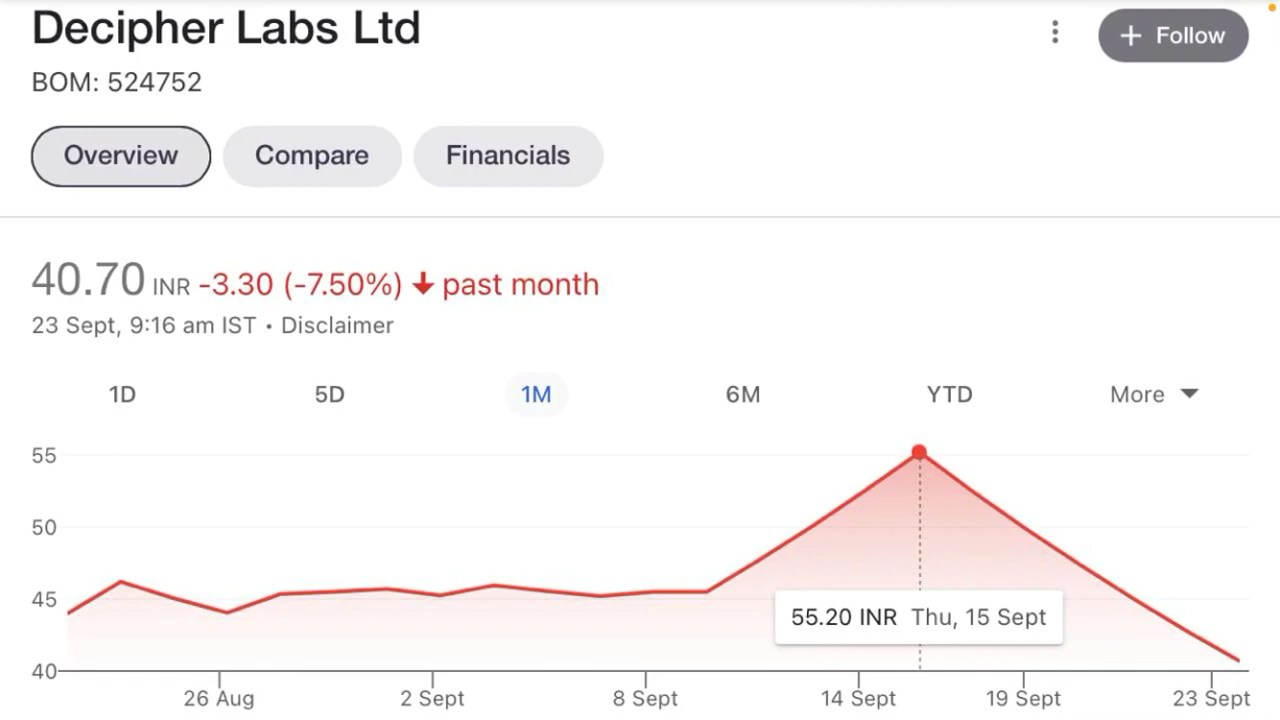 Decipher Labs Ltd
+ Follow
BOM: 524752
Overview Compare Financials
40.70 INR -3.30 (-7.50%) ↓ past month
23 Sept, 9:16 am IST • Disclaimer
1D 5D 1M 6M YTD More
55
50
45
40
55.20 INR Thu, 15 Sept
26 Aug 2 Sept 8 Sept 14 Sept 19 Sept 23 Sept